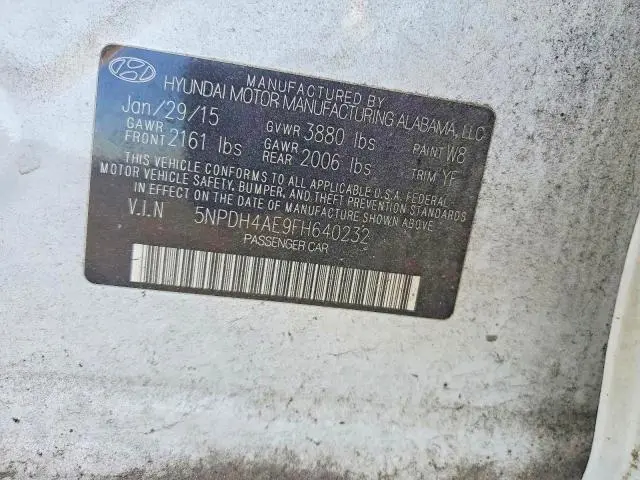 MANUFACTURED BY
HYUNDAI MOTOR MANUFACTURING ALABAMA, LLC
Jan/29/15 GVWR 3880 lbs PAINT W8
GAWR FRONT 2161 lbs GAWR REAR 2006 lbs TRIM YF
THIS VEHICLE CONFORMS TO ALL APPLICABLE U.S.A. FEDERAL
MOTOR VEHICLE SAFETY, BUMPER, AND THEFT PREVENTION STANDARDS
IN EFFECT ON THE DATE OF MANUFACTURE SHOWN ABOVE.
V.I.N 5NPDH4AE9FH640232
PASSENGER CAR